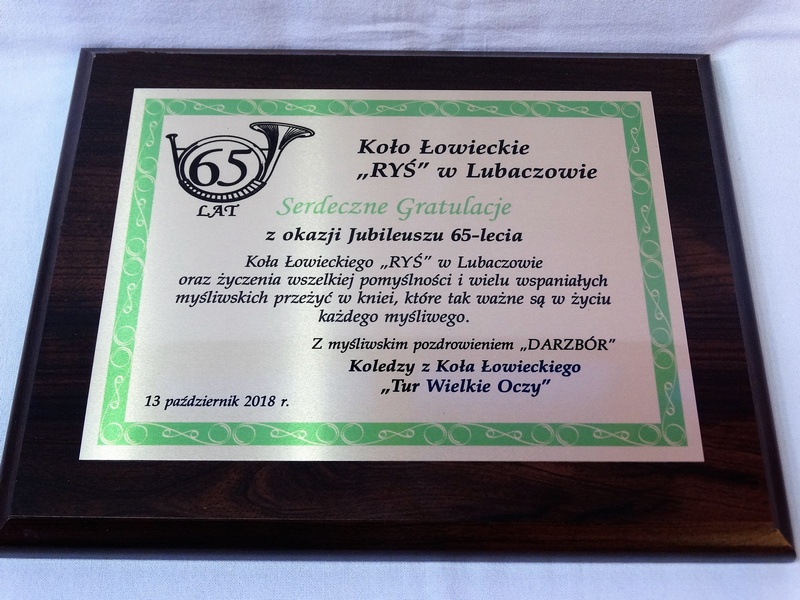 65
LAT
Koło Łowieckie
„RYŚ” w Lubaczowie
Serdeczne Gratulacje
z okazji Jubileuszu 65-lecia
Koła Łowieckiego „RYŚ” w Lubaczowie
oraz życzenia wszelkiej pomyślności i wielu wspaniałych
myśliwskich przeżyć w kniei, które tak ważne są w życiu
każdego myśliwego.
Z myśliwskim pozdrowieniem „DARZBÓR”
Koledzy z Koła Łowieckiego
„Tur Wielkie Oczy”
13 październik 2018 r.